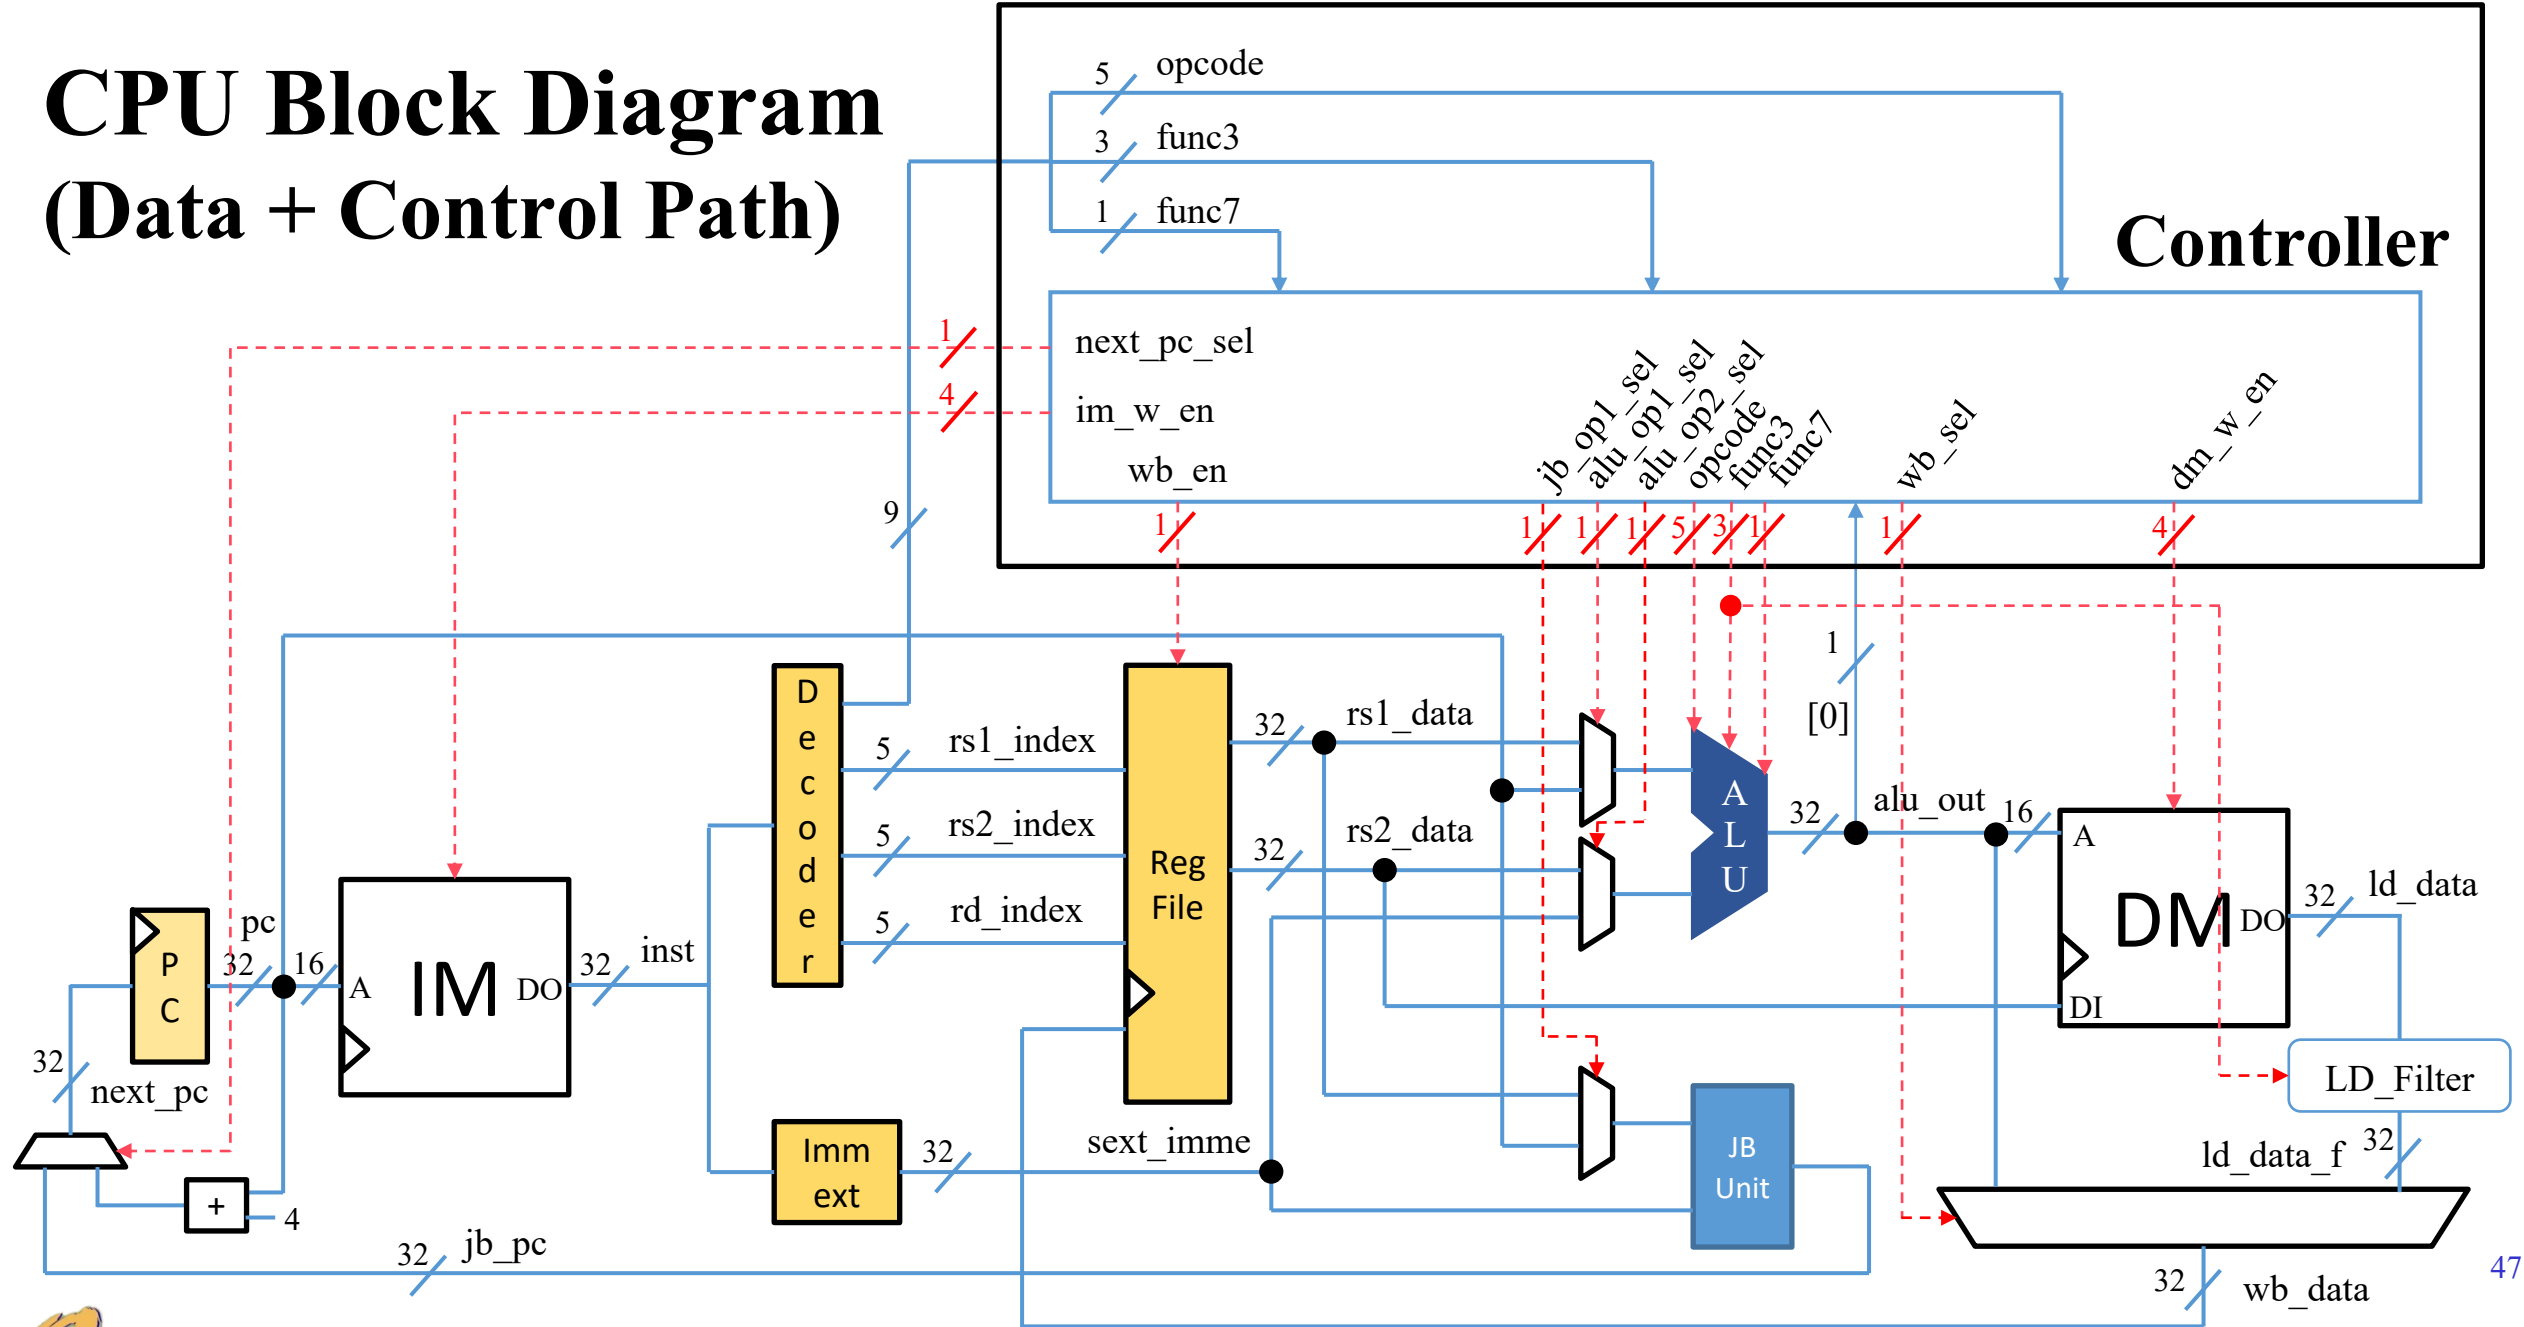 CPU Block Diagram
(Data + Control Path)
Controller
5 opcode
3 func3
1 func7
1 next_pc_sel
4 im_w_en
wb_en
jb_op1_sel
alu_op1_sel
alu_op2_sel
opcode
func3
func7
wb_sel
dm_w_en
1
1
1
1
5
3
1
1
4
9
1
[0]
Decoder
5 rs1_index
5 rs2_index
5 rd_index
Reg
File
32 rs1_data
32 rs2_data
ALU
32 alu_out 16
A
DM
DO
DI
32 ld_data
LD_Filter
ld_data_f 32
PC
pc
32
16
A
IM
DO
32 inst
32
next_pc
+
4
Imm
ext
32 sext_imme
JB
Unit
32 jb_pc
32 wb_data
47